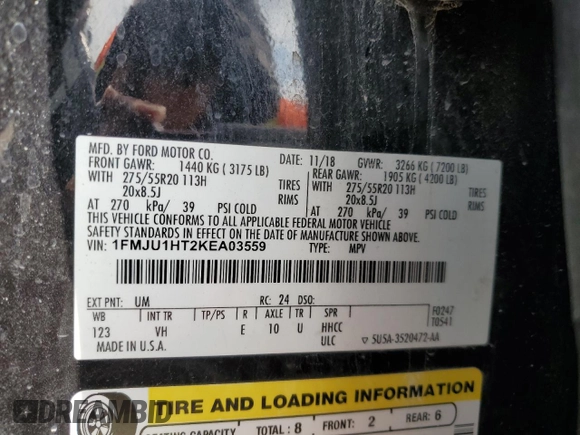 MFD. BY FORD MOTOR CO.
DATE: 11/18 GVWR: 3266 KG ( 7200 LB)
FRONT GAWR: 1440 KG ( 3175 LB) REAR GAWR: 1905 KG ( 4200 LB)
WITH 275/55R20 113H TIRES WITH 275/55R20 113H TIRES
20x8.5J RIMS 20x8.5J RIMS
AT 270 kPa/ 39 PSI COLD AT 270 kPa/ 39 PSI COLD
THIS VEHICLE CONFORMS TO ALL APPLICABLE FEDERAL MOTOR VEHICLE
SAFETY STANDARDS IN EFFECT ON THE DATE OF MANUFACTURE SHOWN ABOVE.
VIN: 1FMJU1HT2KEA03559 TYPE: MPV
EXT PNT: UM RC: 24 DSO: F0247
WB INT TR TP/PS R AXLE TR SPR T0541
123 VH E 10 U HHCC
MADE IN U.S.A. ULC 5U5A-3520472-AA
TIRE AND LOADING INFORMATION
SEATING CAPACITY TOTAL : 8 FRONT: 2 REAR: 6
DREAMBID